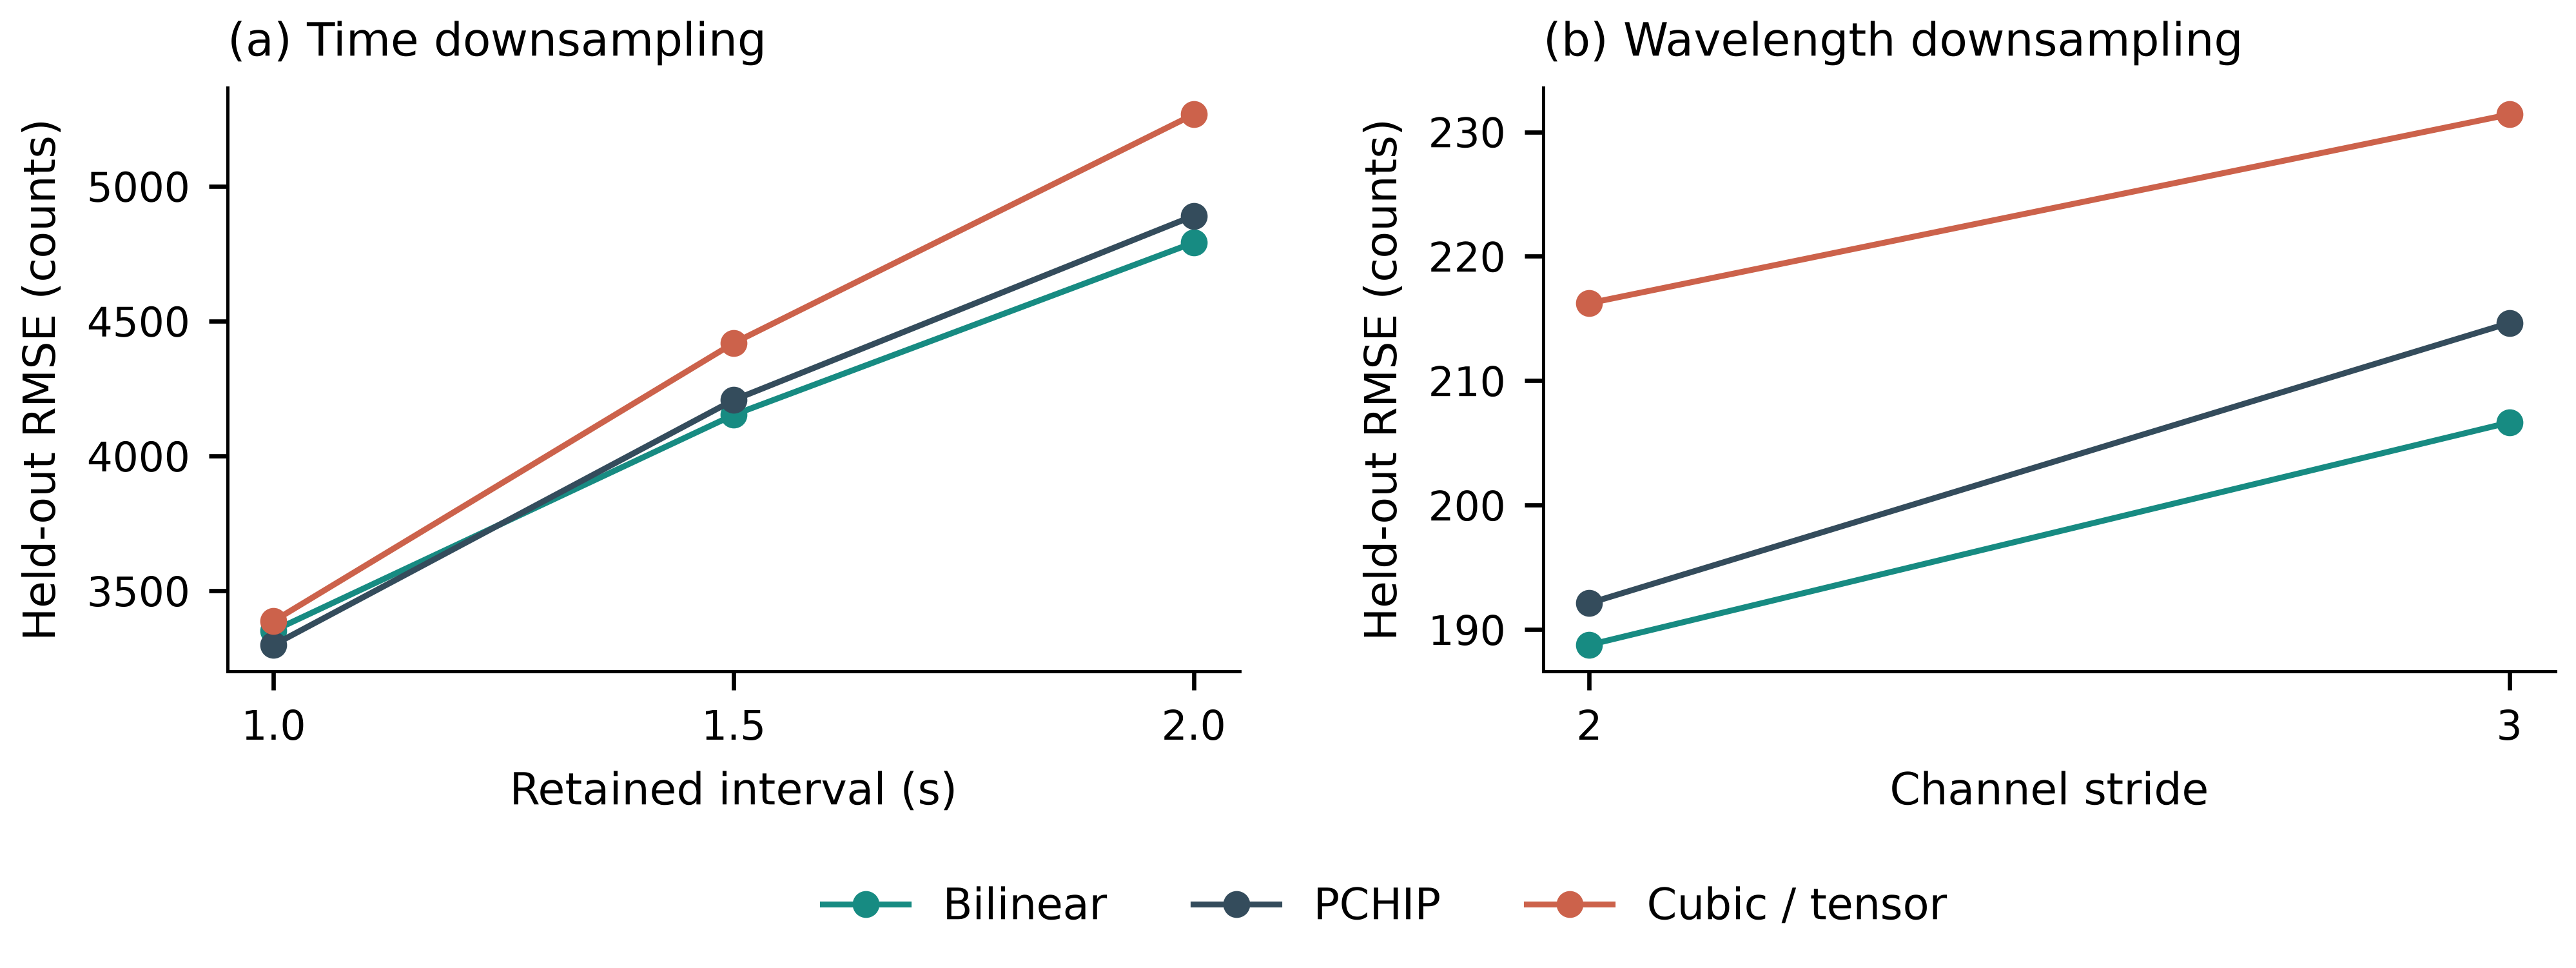 (a) Time downsampling
Held-out RMSE (counts)
5000
4500
4000
3500
1.0 1.5 2.0
Retained interval (s)
(b) Wavelength downsampling
Held-out RMSE (counts)
230
220
210
200
190
2 3
Channel stride
Bilinear PCHIP Cubic / tensor